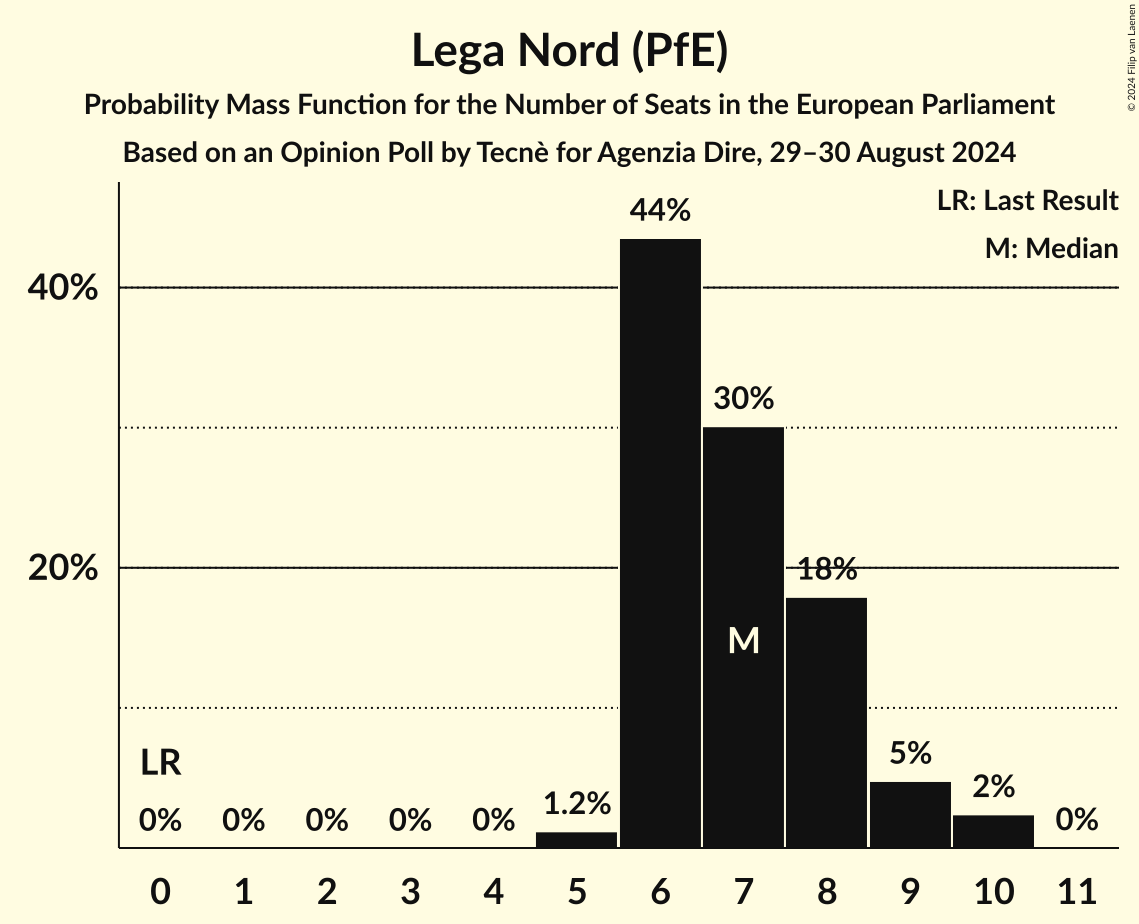 Lega Nord (PfE)
Probability Mass Function for the Number of Seats in the European Parliament
Based on an Opinion Poll by Tecnè for Agenzia Dire, 29–30 August 2024
© 2024 Filip van Laenen
LR: Last Result
M: Median
44%
40%
30%
20%
18%
M
LR
5%
2%
1.2%
0% 0% 0% 0% 0% 0%
0 1 2 3 4 5 6 7 8 9 10 11